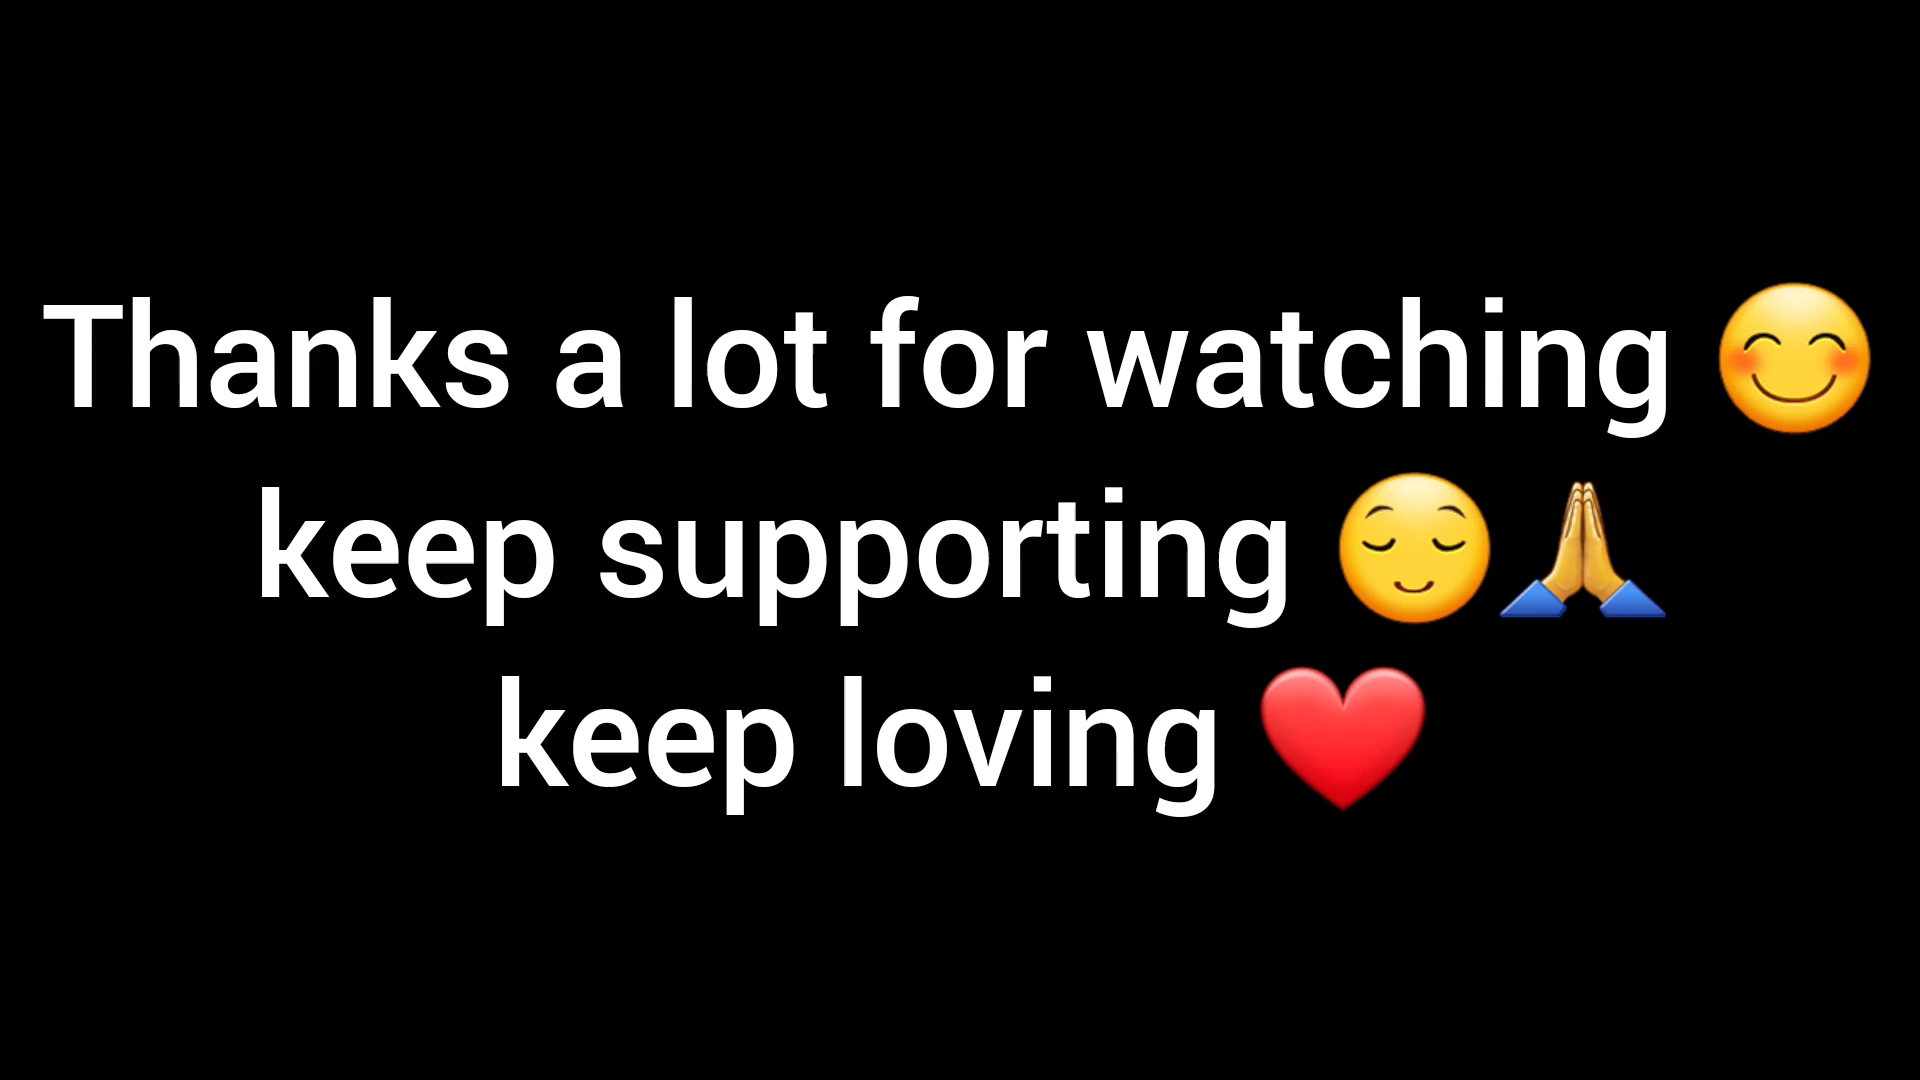 Thanks a lot for watching 😊
keep supporting 😌🙏
keep loving ❤️